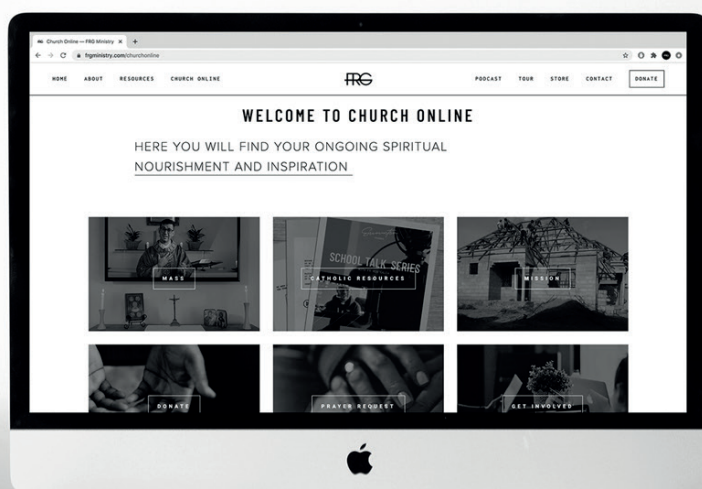 Church Online — FRG Ministry
frgministry.com/churchonline
HOME ABOUT RESOURCES CHURCH ONLINE FRG PODCAST TOUR STORE CONTACT DONATE
WELCOME TO CHURCH ONLINE
HERE YOU WILL FIND YOUR ONGOING SPIRITUAL
NOURISHMENT AND INSPIRATION
SCHOOL TALK SERIES
MASS CATHOLIC RESOURCES MISSION
DONATE PRAYER REQUEST GET INVOLVED